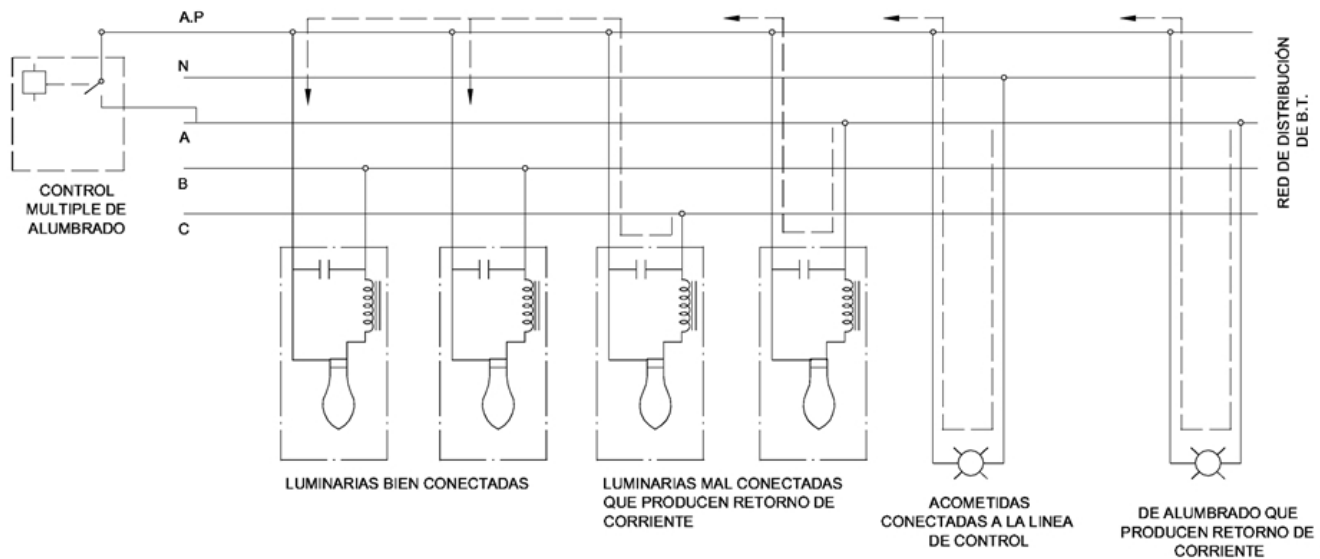 A.P
N
A
B
C
CONTROL
MULTIPLE DE
ALUMBRADO
RED DE DISTRIBUCIÓN
DE B.T.
LUMINARIAS BIEN CONECTADAS
LUMINARIAS MAL CONECTADAS
QUE PRODUCEN RETORNO DE
CORRIENTE
ACOMETIDAS
CONECTADAS A LA LINEA
DE CONTROL
DE ALUMBRADO QUE
PRODUCEN RETORNO DE
CORRIENTE